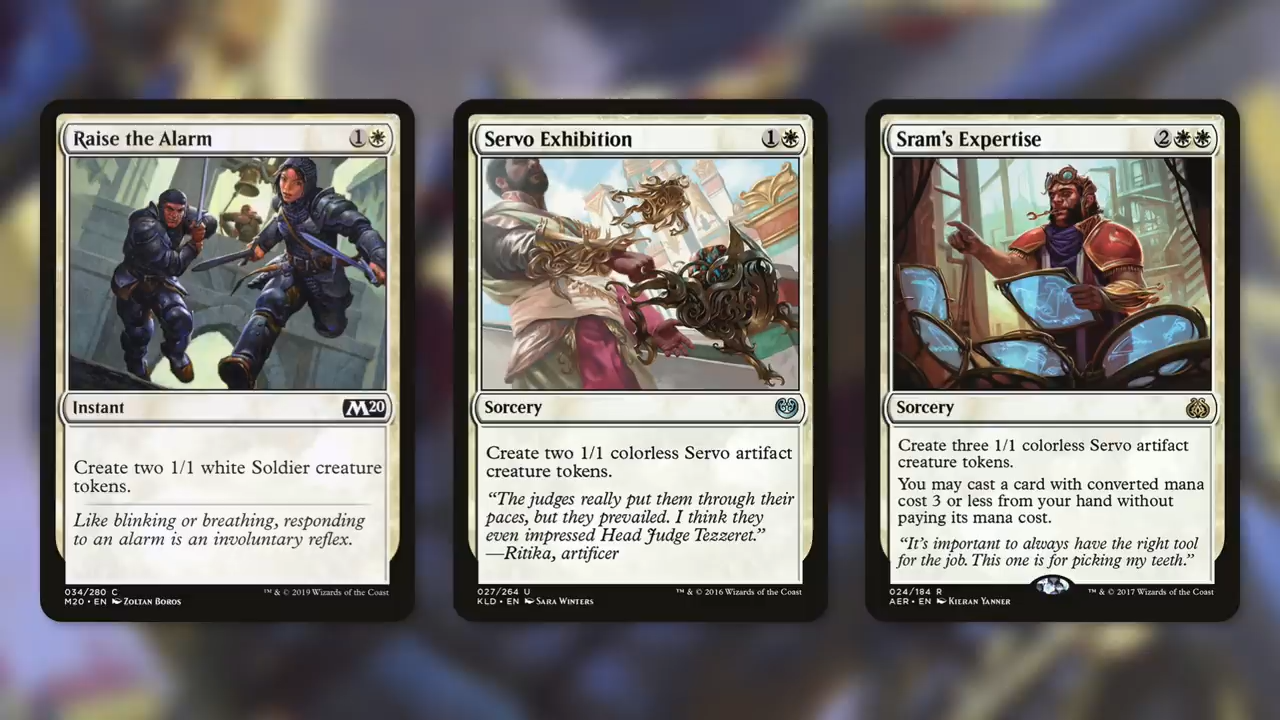 Raise the Alarm 1
Instant M20
Create two 1/1 white Soldier creature
tokens.
Like blinking or breathing, responding
to an alarm is an involuntary reflex.
034/280 C
M20 • EN Zoltan Boros
™ & © 2019 Wizards of the Coast
Servo Exhibition 1
Sorcery
Create two 1/1 colorless Servo artifact
creature tokens.
“The judges really put them through their
paces, but they prevailed. I think they
even impressed Head Judge Tezzeret.”
—Ritika, artificer
027/264 U
KLD • EN Sara Winters
™ & © 2016 Wizards of the Coast
Sram's Expertise 2
Sorcery
Create three 1/1 colorless Servo artifact
creature tokens.
You may cast a card with converted mana
cost 3 or less from your hand without
paying its mana cost.
“It's important to always have the right tool
for the job. This one is for picking my teeth.”
024/184 R
AER • EN Kieran Yanner
™ & © 2017 Wizards of the Coast